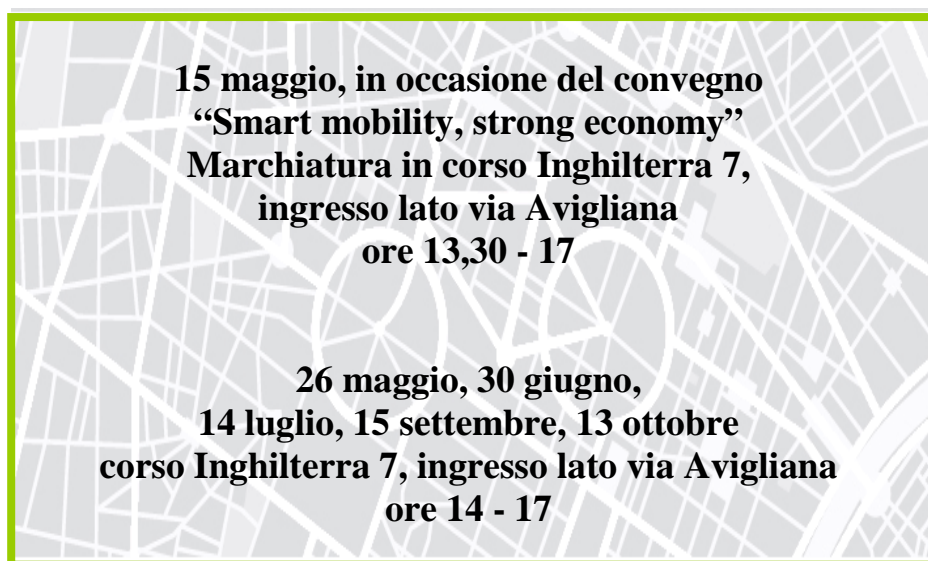 15 maggio, in occasione del convegno
“Smart mobility, strong economy”
Marchiatura in corso Inghilterra 7,
ingresso lato via Avigliana
ore 13,30 - 17
26 maggio, 30 giugno,
14 luglio, 15 settembre, 13 ottobre
corso Inghilterra 7, ingresso lato via Avigliana
ore 14 - 17